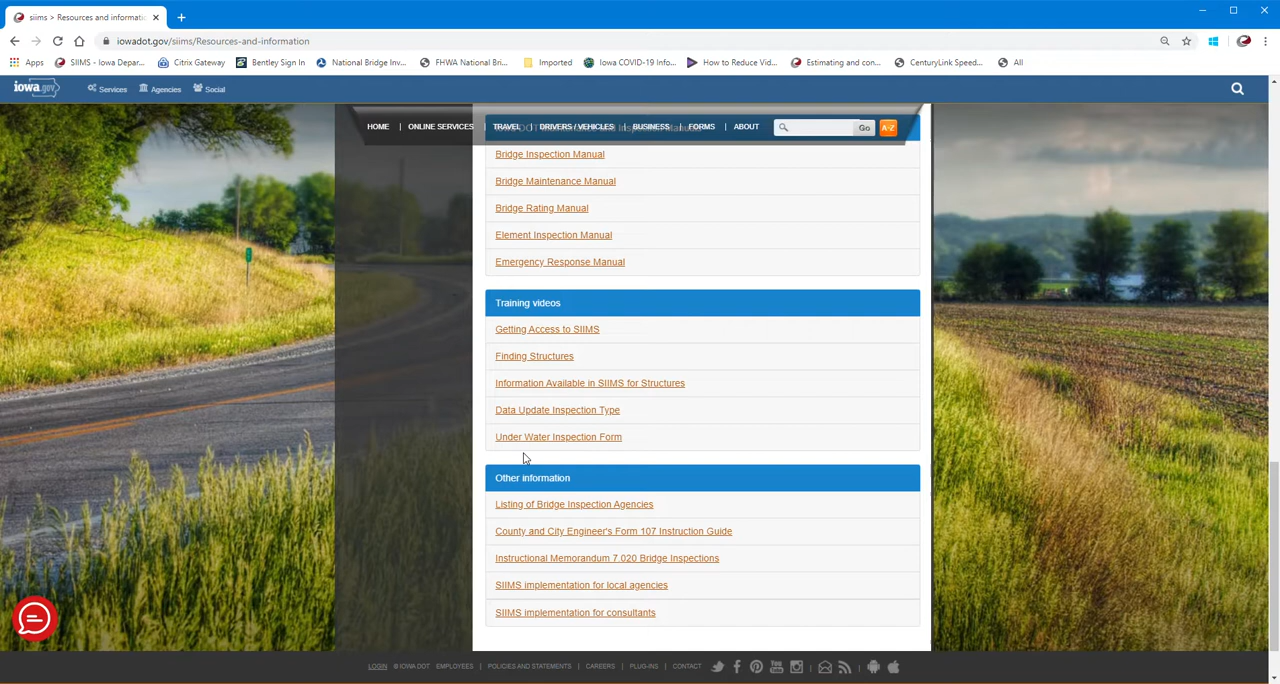 siims > Resources and informatio
iowadot.gov/siims/Resources-and-information
Apps SIIMS - Iowa Depar... Citrix Gateway Bentley Sign In National Bridge Inv... FHWA National Bri... Imported Iowa COVID-19 Info... How to Reduce Vid... Estimating and con... CenturyLink Speed... All
iowa.gov Services Agencies Social
HOME | ONLINE SERVICES | TRAVEL | DRIVERS / VEHICLES | BUSINESS | FORMS | ABOUT Go A-Z
Bridge Inspection Manual
Bridge Maintenance Manual
Bridge Rating Manual
Element Inspection Manual
Emergency Response Manual
Training videos
Getting Access to SIIMS
Finding Structures
Information Available in SIIMS for Structures
Data Update Inspection Type
Under Water Inspection Form
Other information
Listing of Bridge Inspection Agencies
County and City Engineer's Form 107 Instruction Guide
Instructional Memorandum 7.020 Bridge Inspections
SIIMS implementation for local agencies
SIIMS implementation for consultants
LOGIN © IOWA DOT EMPLOYEES | POLICIES AND STATEMENTS | CAREERS | PLUG-INS | CONTACT You Tube